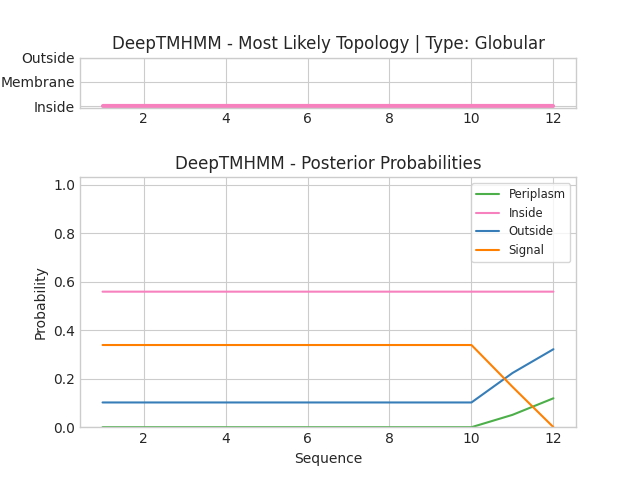 DeepTMHMM - Most Likely Topology | Type: Globular
Outside
Membrane
Inside
2 4 6 8 10 12
DeepTMHMM - Posterior Probabilities
1.0
0.8
0.6
0.4
0.2
0.0
Probability
Periplasm
Inside
Outside
Signal
2 4 6 8 10 12
Sequence